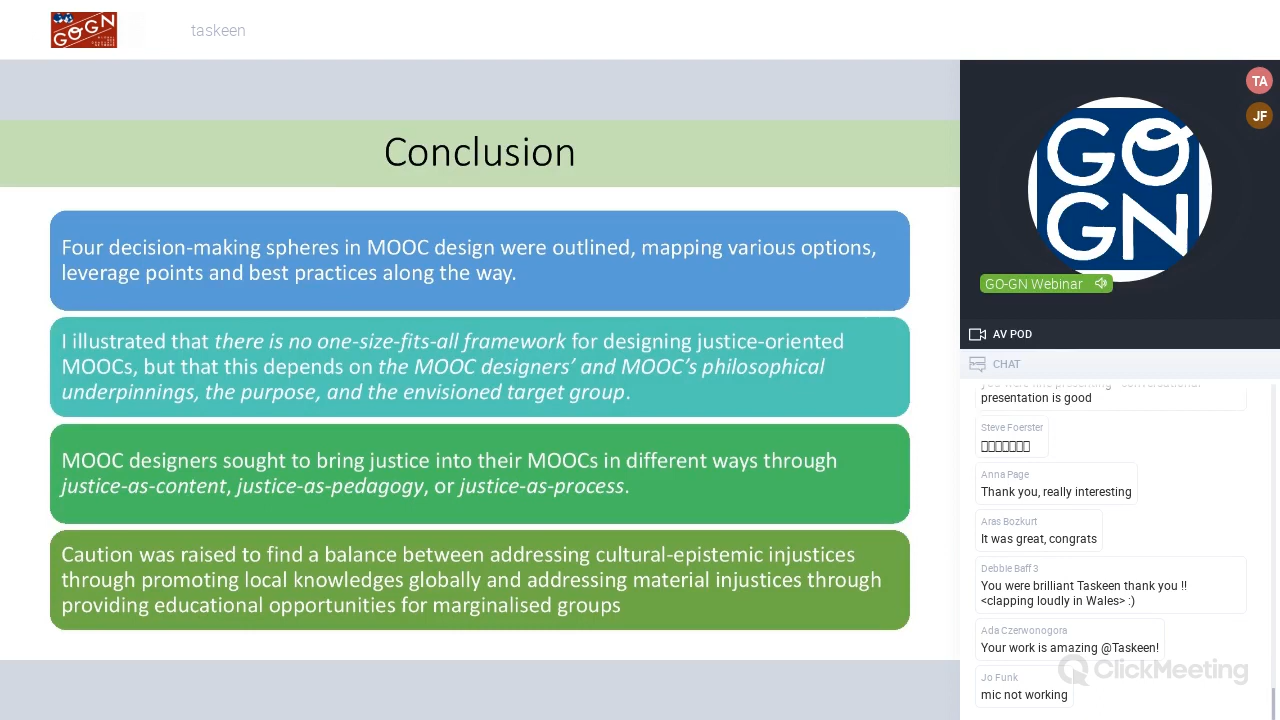 GOGN
taskeen
Conclusion
Four decision-making spheres in MOOC design were outlined, mapping various options,
leverage points and best practices along the way.
I illustrated that there is no one-size-fits-all framework for designing justice-oriented
MOOCs, but that this depends on the MOOC designers’ and MOOC’s philosophical
underpinnings, the purpose, and the envisioned target group.
MOOC designers sought to bring justice into their MOOCs in different ways through
justice-as-content, justice-as-pedagogy, or justice-as-process.
Caution was raised to find a balance between addressing cultural-epistemic injustices
through promoting local knowledges globally and addressing material injustices through
providing educational opportunities for marginalised groups
TA
JF
GO
GN
GO-GN Webinar
AV POD
CHAT
you were fine presenting - conversational
presentation is good
Steve Foerster
Anna Page
Thank you, really interesting
Aras Bozkurt
It was great, congrats
Debbie Baff 3
You were brilliant Taskeen thank you !!
<clapping loudly in Wales> :)
Ada Czerwonogora
Your work is amazing @Taskeen!
Jo Funk
mic not working
ClickMeeting